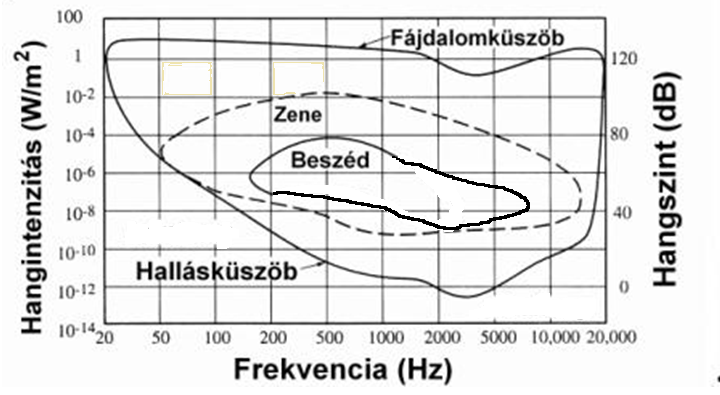 100
1
10-2
10-4
10-6
10-8
10-10
10-12
10-14
Hangintenzitás (W/m2)
Fájdalomküszöb
Zene
Beszéd
Hallásküszöb
120
80
40
0
Hangszint (dB)
20 50 100 200 500 1000 2000 5000 10,000 20,000
Frekvencia (Hz)